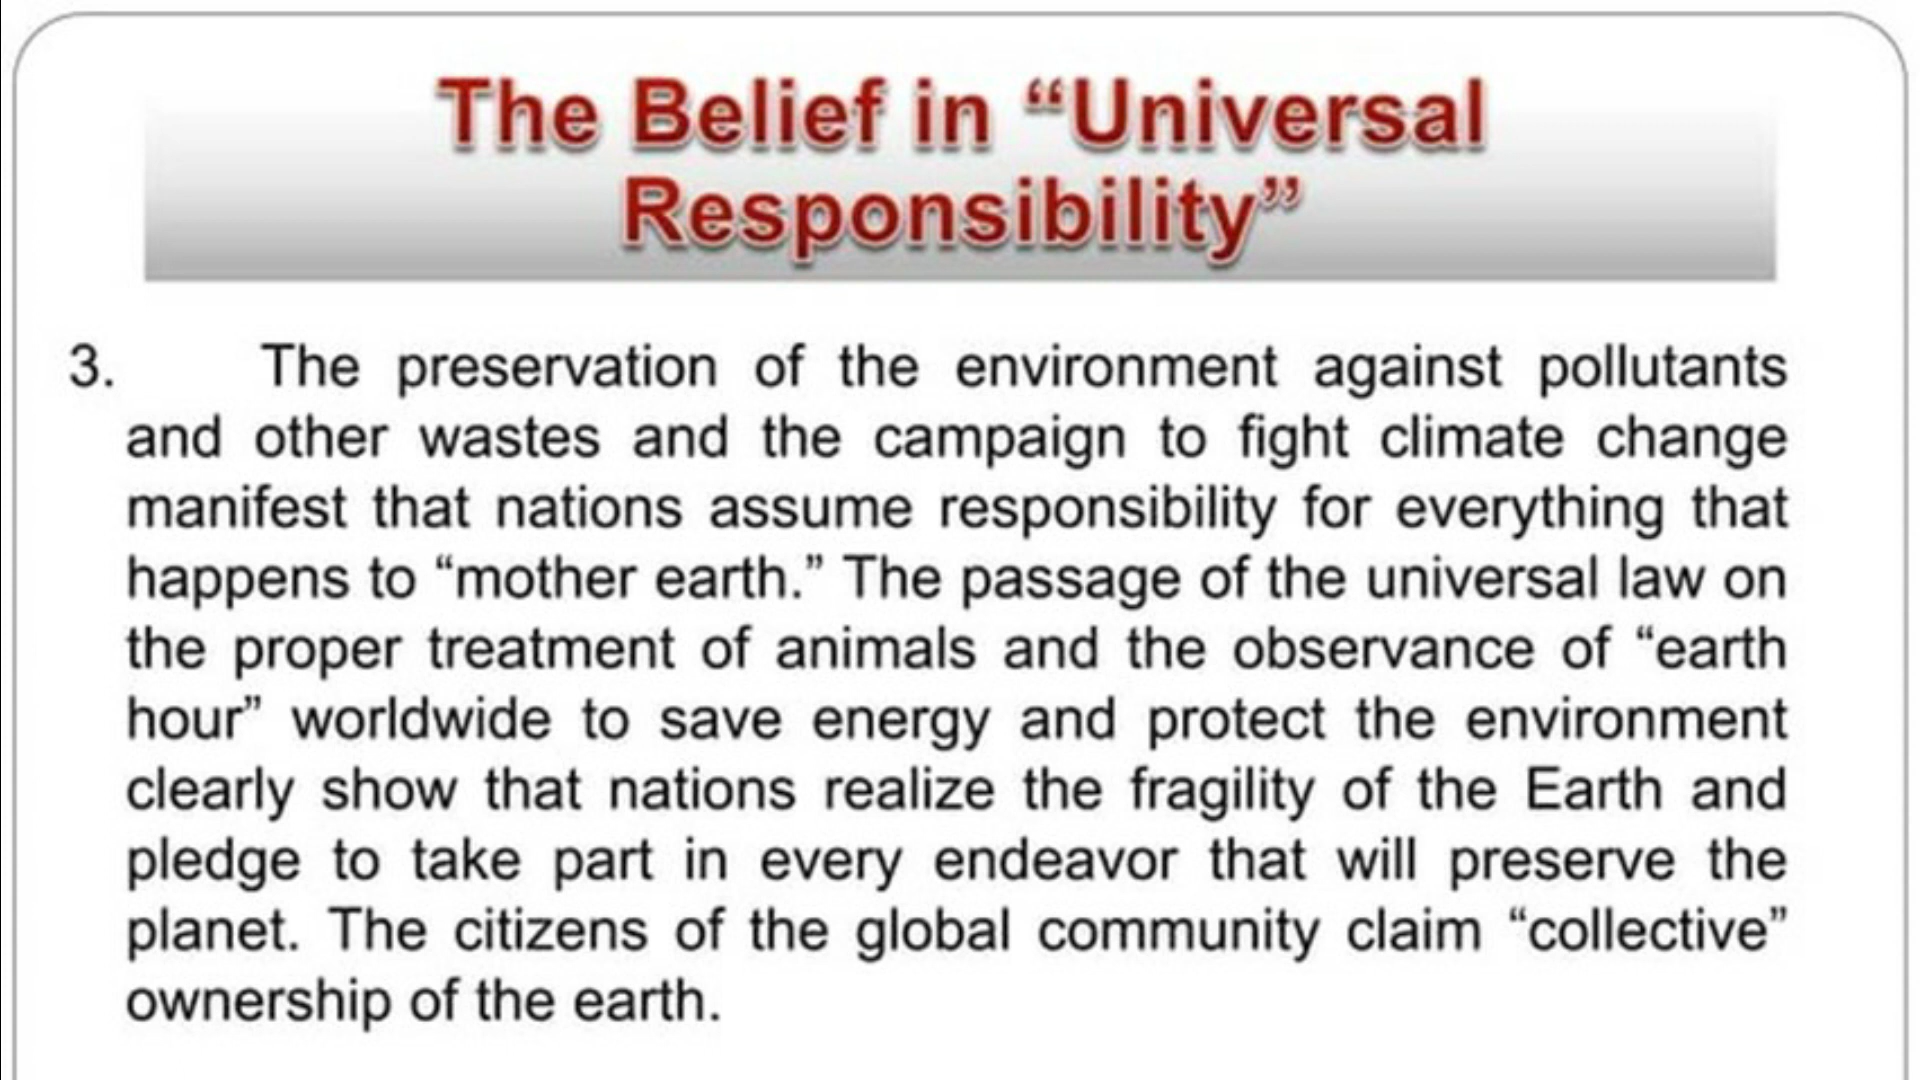 The Belief in “Universal
Responsibility”
3. The preservation of the environment against pollutants
and other wastes and the campaign to fight climate change
manifest that nations assume responsibility for everything that
happens to “mother earth.” The passage of the universal law on
the proper treatment of animals and the observance of “earth
hour” worldwide to save energy and protect the environment
clearly show that nations realize the fragility of the Earth and
pledge to take part in every endeavor that will preserve the
planet. The citizens of the global community claim “collective”
ownership of the earth.